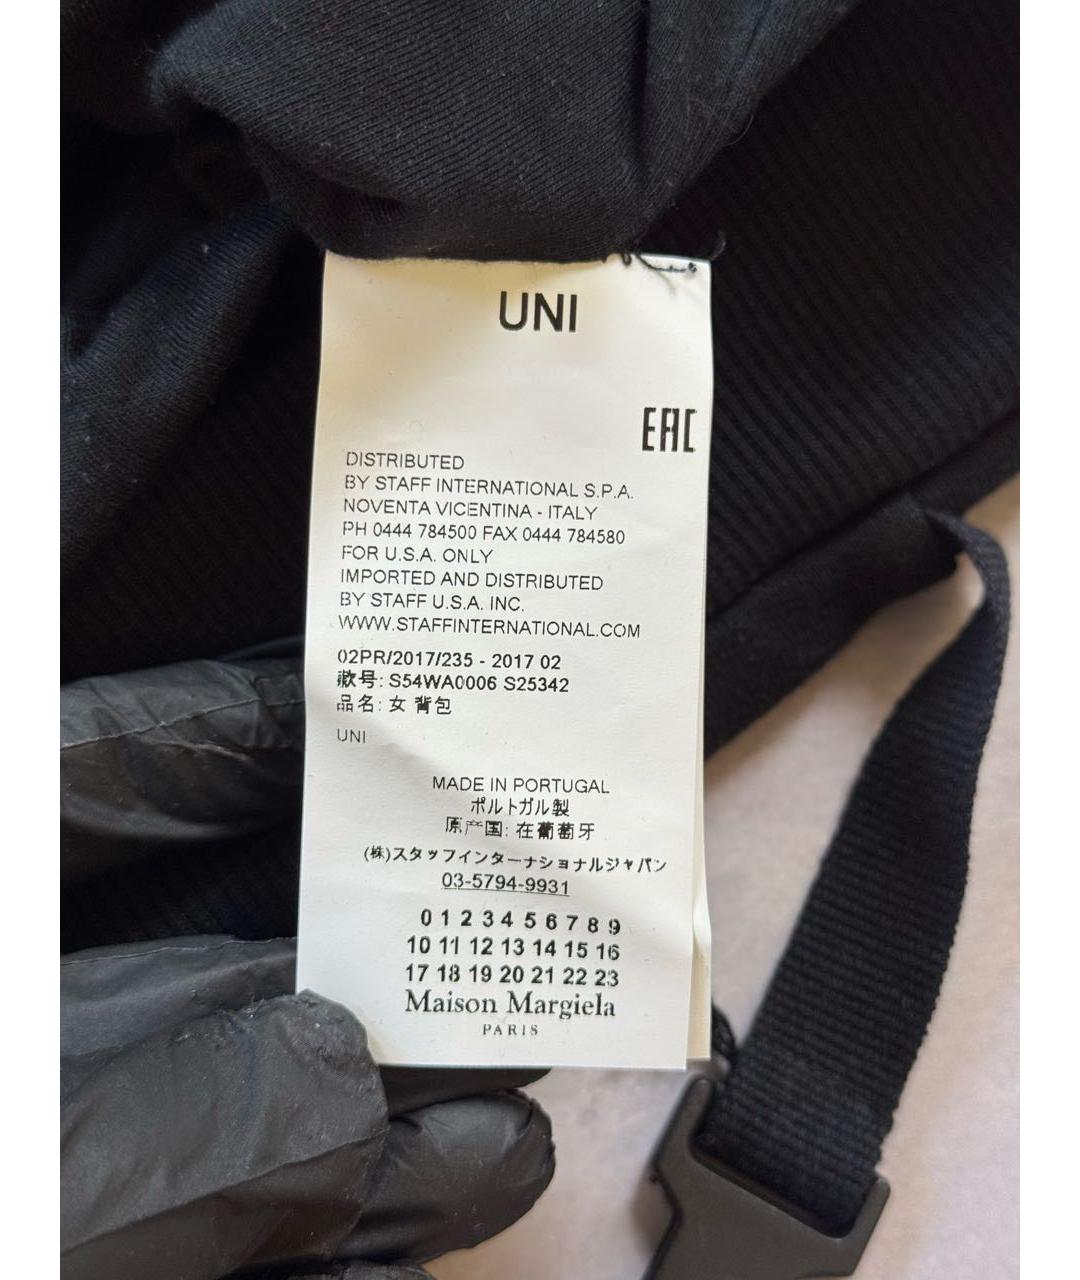 UNI
EAC
DISTRIBUTED
BY STAFF INTERNATIONAL S.P.A.
NOVENTA VICENTINA - ITALY
PH 0444 784500 FAX 0444 784580
FOR U.S.A. ONLY
IMPORTED AND DISTRIBUTED
BY STAFF U.S.A. INC.
WWW.STAFFINTERNATIONAL.COM
02PR/2017/235 - 2017 02
款号: S54WA0006 S25342
品名: 女 背包
UNI
MADE IN PORTUGAL
ポルトガル製
原产国: 在葡萄牙
(株)スタッフインターナショナルジャパン
03-5794-9931
0 1 2 3 4 5 6 7 8 9
10 11 12 13 14 15 16
17 18 19 20 21 22 23
Maison Margiela
PARIS